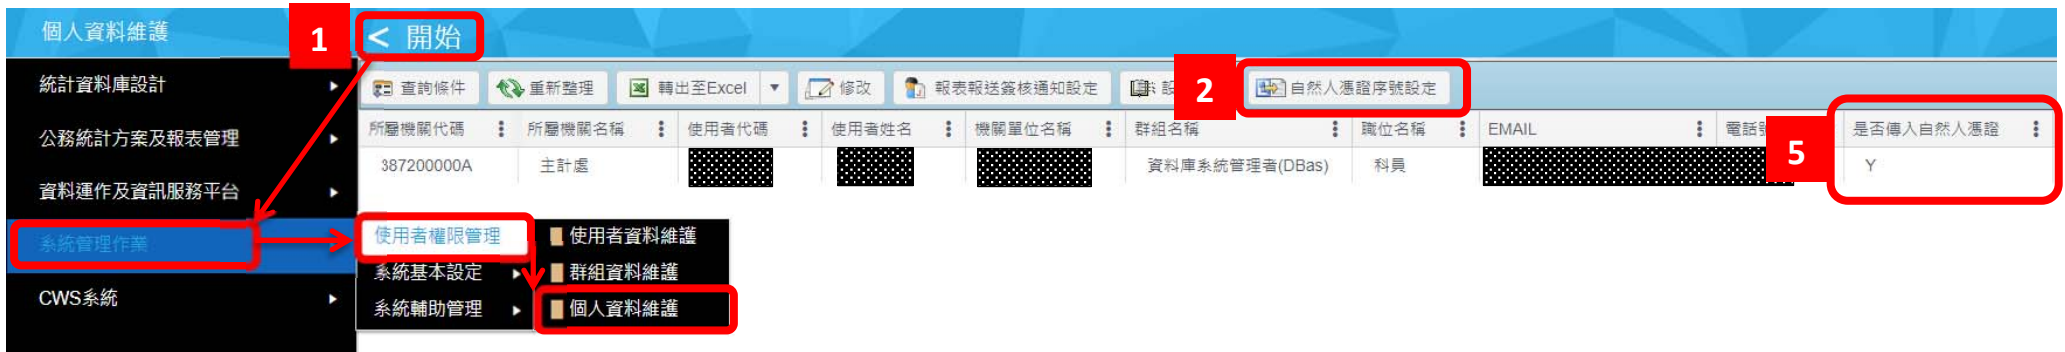 個人資料維護
1
< 開始
統計資料庫設計
公務統計方案及報表管理
資料運作及資訊服務平台
系統管理作業
CWS系統
查詢條件 重新整理 轉出至Excel 修改 報表報送簽核通知設定 設
2
自然人憑證序號設定
所屬機關代碼 所屬機關名稱 使用者代碼 使用者姓名 機關單位名稱 群組名稱 職位名稱 EMAIL 電話 是否傳入自然人憑證
387200000A 主計處 資料庫系統管理者(DBas) 科員 Y
5
使用者權限管理
系統基本設定
系統輔助管理
使用者資料維護
群組資料維護
個人資料維護